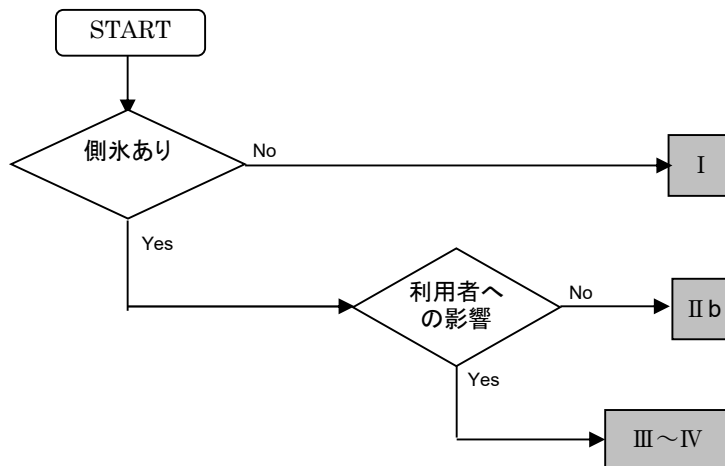 START
側氷あり
No
Ⅰ
Yes
利用者へ
の影響
No
Ⅱb
Yes
Ⅲ～Ⅳ